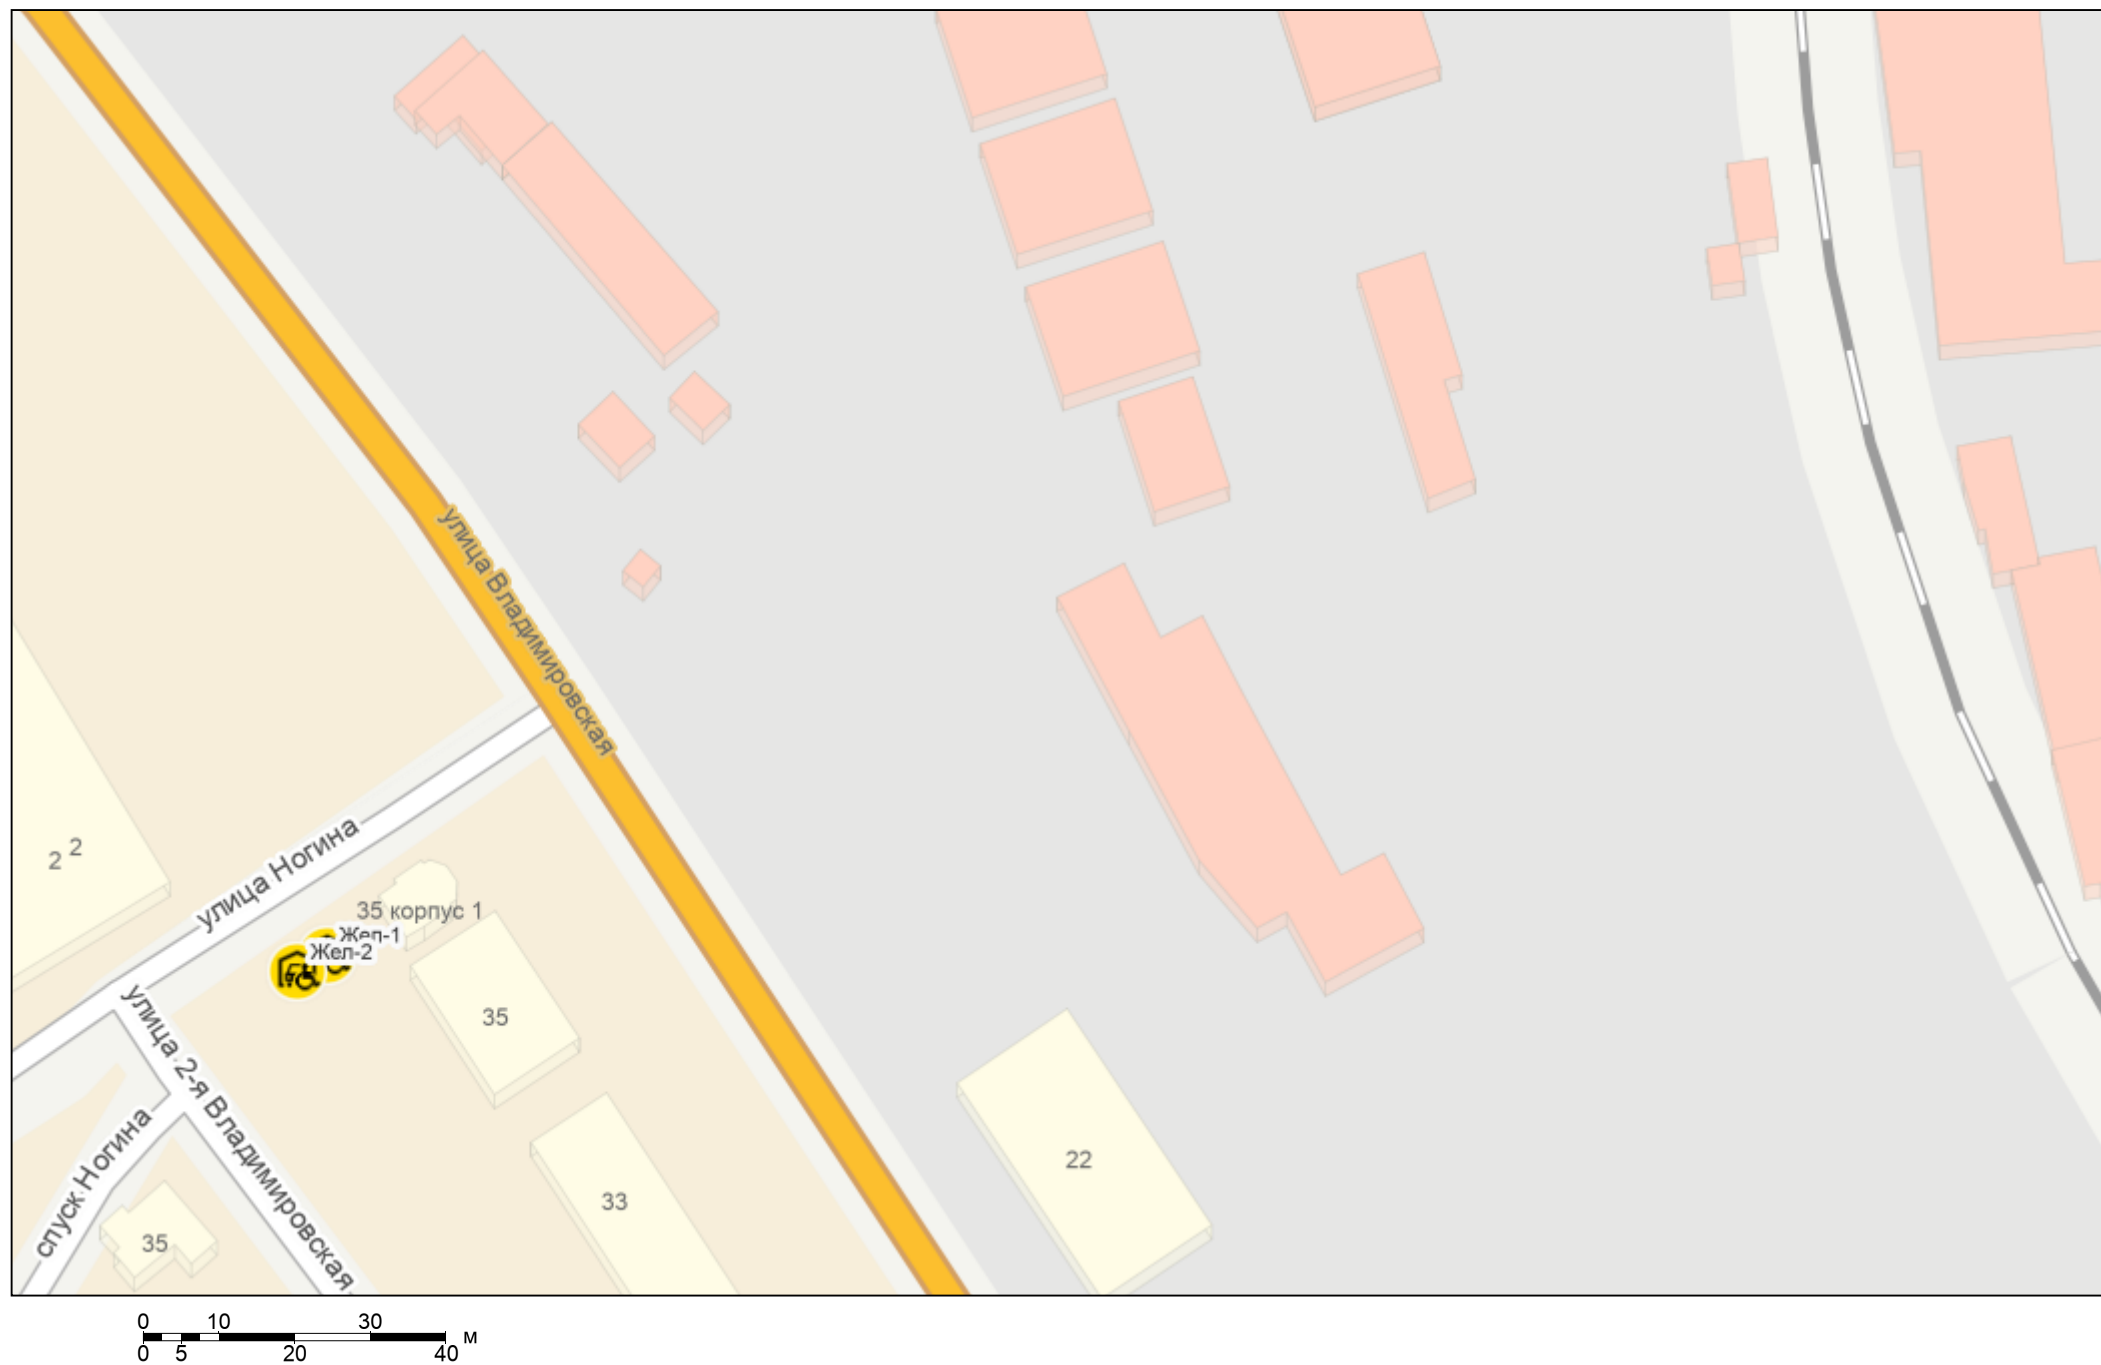 улица Владимировская
2 2
улица Ногина
35 корпус 1
Жел-1
Жел-2
35
улица 2-я Владимировская
спуск Ногина
22
33
35
0 10 30 м
0 5 20 40